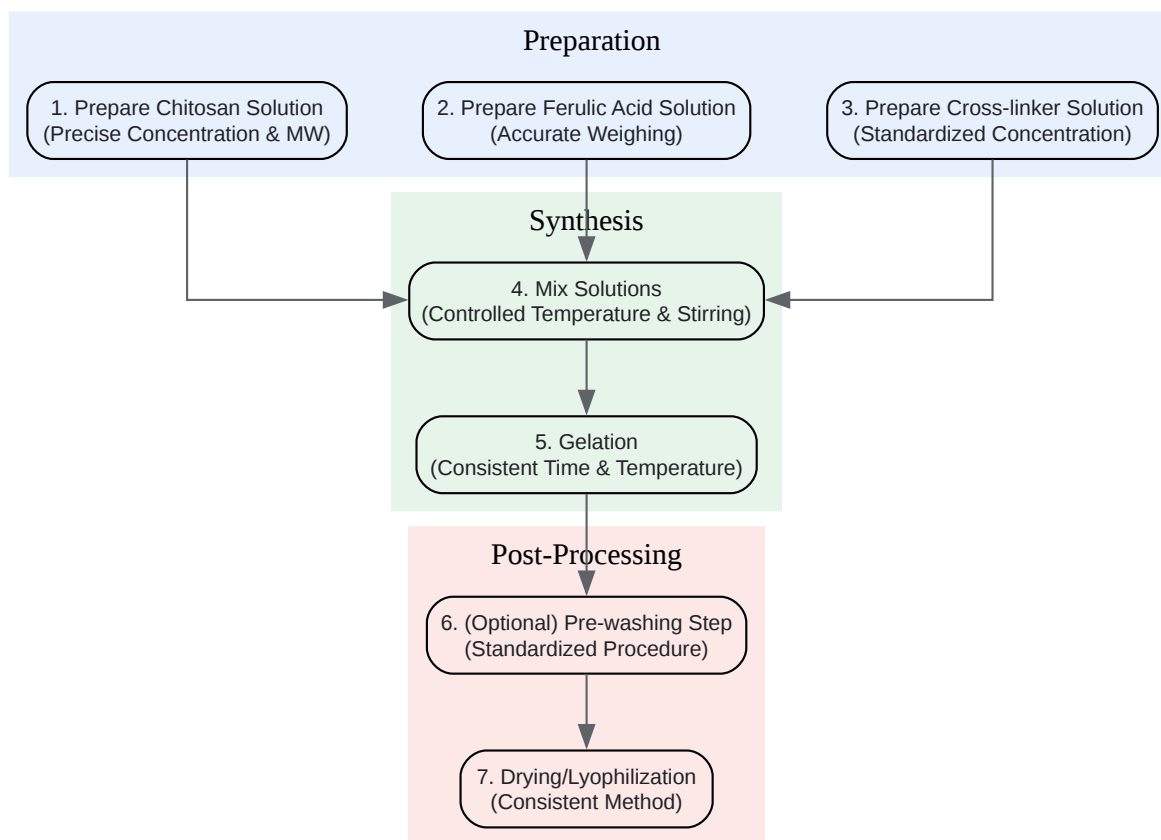 Preparation
1. Prepare Chitosan Solution
(Precise Concentration & MW)
2. Prepare Ferulic Acid Solution
(Accurate Weighing)
3. Prepare Cross-linker Solution
(Standardized Concentration)
Synthesis
4. Mix Solutions
(Controlled Temperature & Stirring)
5. Gelation
(Consistent Time & Temperature)
Post-Processing
6. (Optional) Pre-washing Step
(Standardized Procedure)
7. Drying/Lyophilization
(Consistent Method)